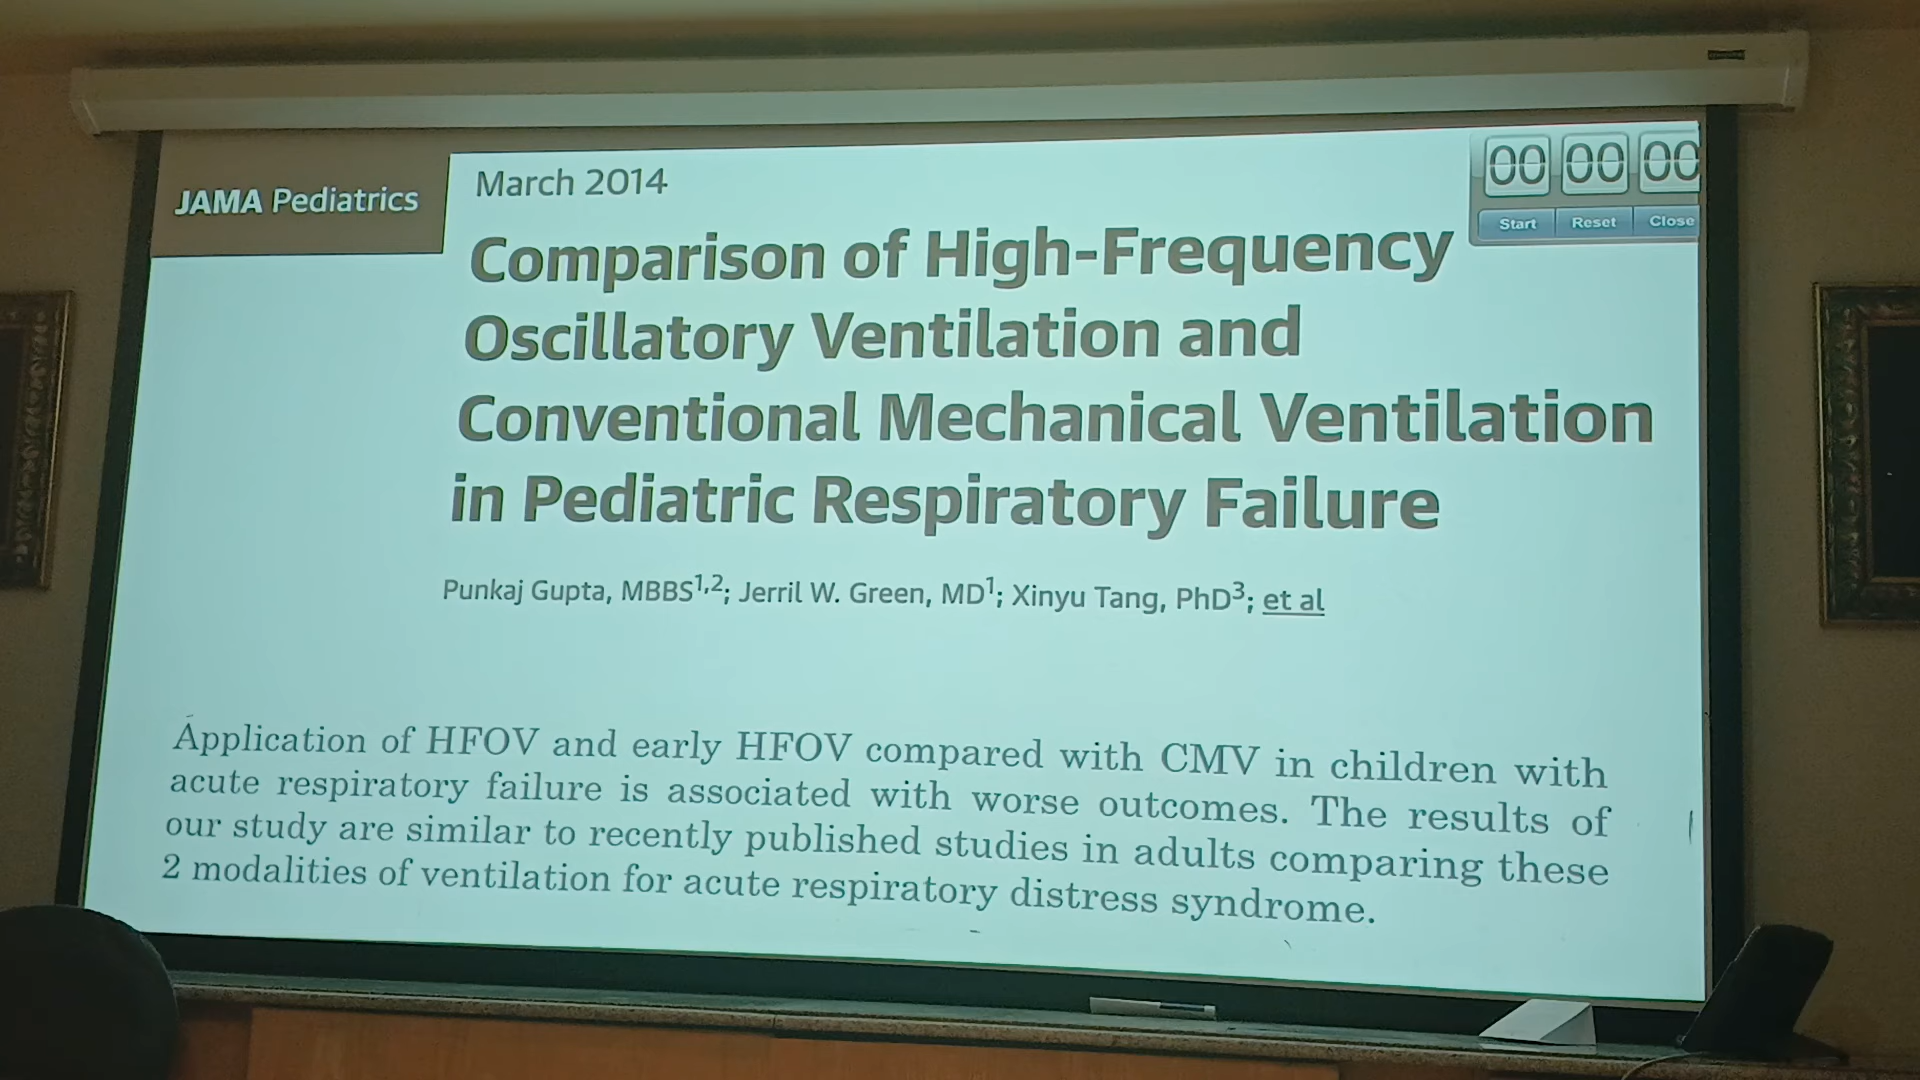 JAMA Pediatrics
March 2014
00 00 00
Start Reset Close
Comparison of High-Frequency
Oscillatory Ventilation and
Conventional Mechanical Ventilation
in Pediatric Respiratory Failure
Punkaj Gupta, MBBS1,2; Jerril W. Green, MD1; Xinyu Tang, PhD3; et al
Application of HFOV and early HFOV compared with CMV in children with
acute respiratory failure is associated with worse outcomes. The results of
our study are similar to recently published studies in adults comparing these
2 modalities of ventilation for acute respiratory distress syndrome.